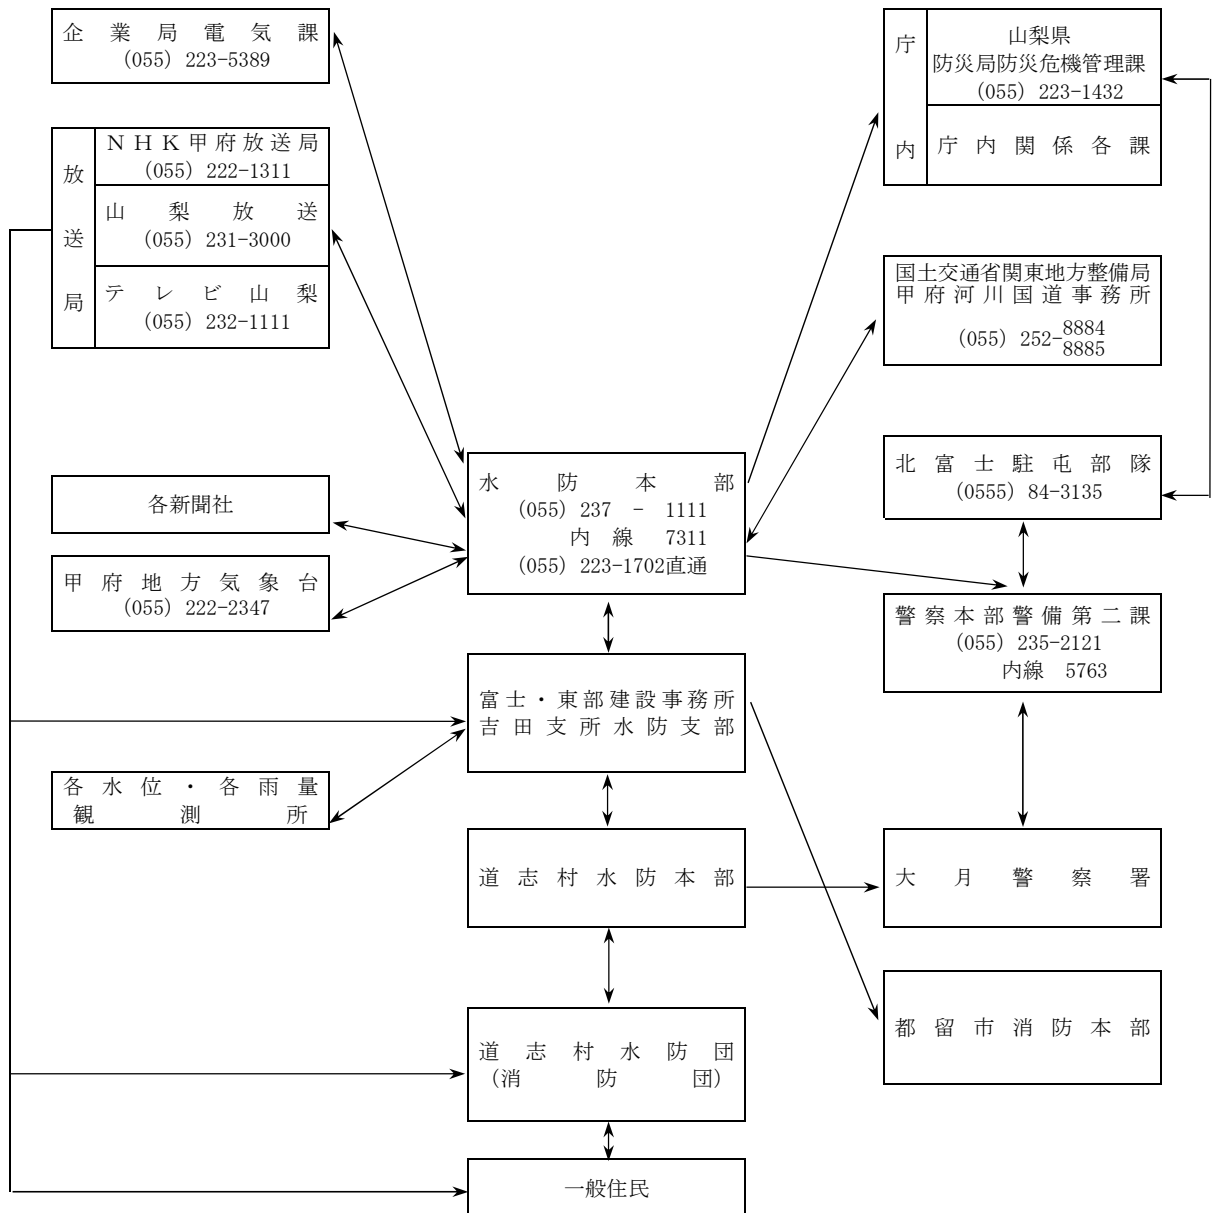 企業局電気課
(055) 223-5389
放送局
NHK甲府放送局
(055) 222-1311
山梨放送
(055) 231-3000
テレビ山梨
(055) 232-1111
各新聞社
甲府地方気象台
(055) 222-2347
各水位・各雨量
観測所
水防本部
(055) 237 - 1111
内線 7311
(055) 223-1702直通
富士・東部建設事務所
吉田支所水防支部
道志村水防本部
道志村水防団
(消防団)
一般住民
庁内
山梨県
防災局防災危機管理課
(055) 223-1432
庁内関係各課
国土交通省関東地方整備局
甲府河川国道事務所
(055) 252-8884
8885
北富士駐屯部隊
(0555) 84-3135
警察本部警備第二課
(055) 235-2121
内線 5763
大月警察署
都留市消防本部